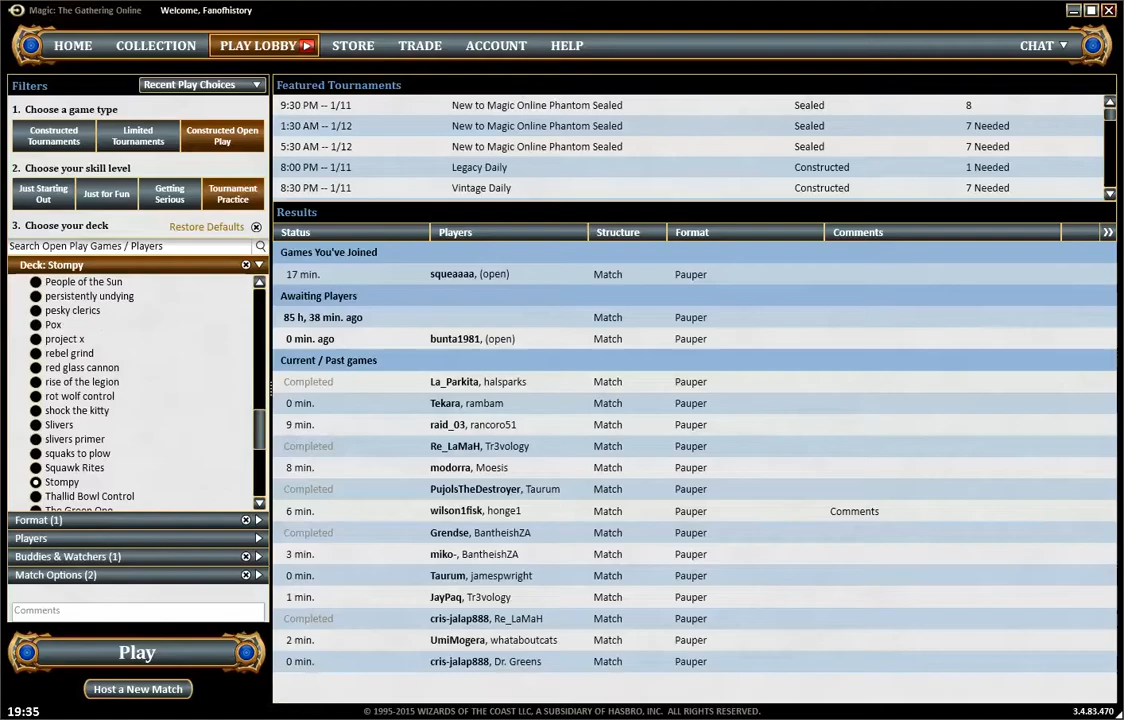 Magic: The Gathering Online Welcome, Fanofhistory
HOME COLLECTION PLAY LOBBY STORE TRADE ACCOUNT HELP CHAT
Filters Recent Play Choices
1. Choose a game type
Constructed Tournaments Limited Tournaments Constructed Open Play
2. Choose your skill level
Just Starting Out Just for Fun Getting Serious Tournament Practice
3. Choose your deck Restore Defaults
Search Open Play Games / Players
Deck: Stompy
People of the Sun
persistently undying
pesky clerics
Pox
project x
rebel grind
red glass cannon
rise of the legion
rot wolf control
shock the kitty
Slivers
slivers primer
squaks to plow
Squawk Rites
Stompy
Thallid Bowl Control
The Green One
Format (1)
Players
Buddies & Watchers (1)
Match Options (2)
Comments
Play
Host a New Match
19:35
Featured Tournaments
9:30 PM -- 1/11 New to Magic Online Phantom Sealed Sealed 8
1:30 AM -- 1/12 New to Magic Online Phantom Sealed Sealed 7 Needed
5:30 AM -- 1/12 New to Magic Online Phantom Sealed Sealed 7 Needed
8:00 PM -- 1/11 Legacy Daily Constructed 1 Needed
8:30 PM -- 1/11 Vintage Daily Constructed 7 Needed
Results
Status Players Structure Format Comments
Games You've Joined
17 min. squeaaaa, (open) Match Pauper
Awaiting Players
85 h, 38 min. ago Match Pauper
0 min. ago bunta1981, (open) Match Pauper
Current / Past games
Completed La_Parkita, halsparks Match Pauper
0 min. Tekara, rambam Match Pauper
9 min. raid_03, rancoro51 Match Pauper
Completed Re_LaMaH, Tr3vology Match Pauper
8 min. modorra, Moesis Match Pauper
Completed PujolsTheDestroyer, Taurum Match Pauper
6 min. wilson1fisk, honge1 Match Pauper Comments
Completed Grendse, BantheishZA Match Pauper
3 min. miko-, BantheishZA Match Pauper
0 min. Taurum, jamespwright Match Pauper
1 min. JayPaq, Tr3vology Match Pauper
Completed cris-jalap888, Re_LaMaH Match Pauper
2 min. UmiMogera, whataboutcats Match Pauper
0 min. cris-jalap888, Dr. Greens Match Pauper
© 1995-2015 WIZARDS OF THE COAST LLC, A SUBSIDIARY OF HASBRO, INC. ALL RIGHTS RESERVED. 3.4.83.470